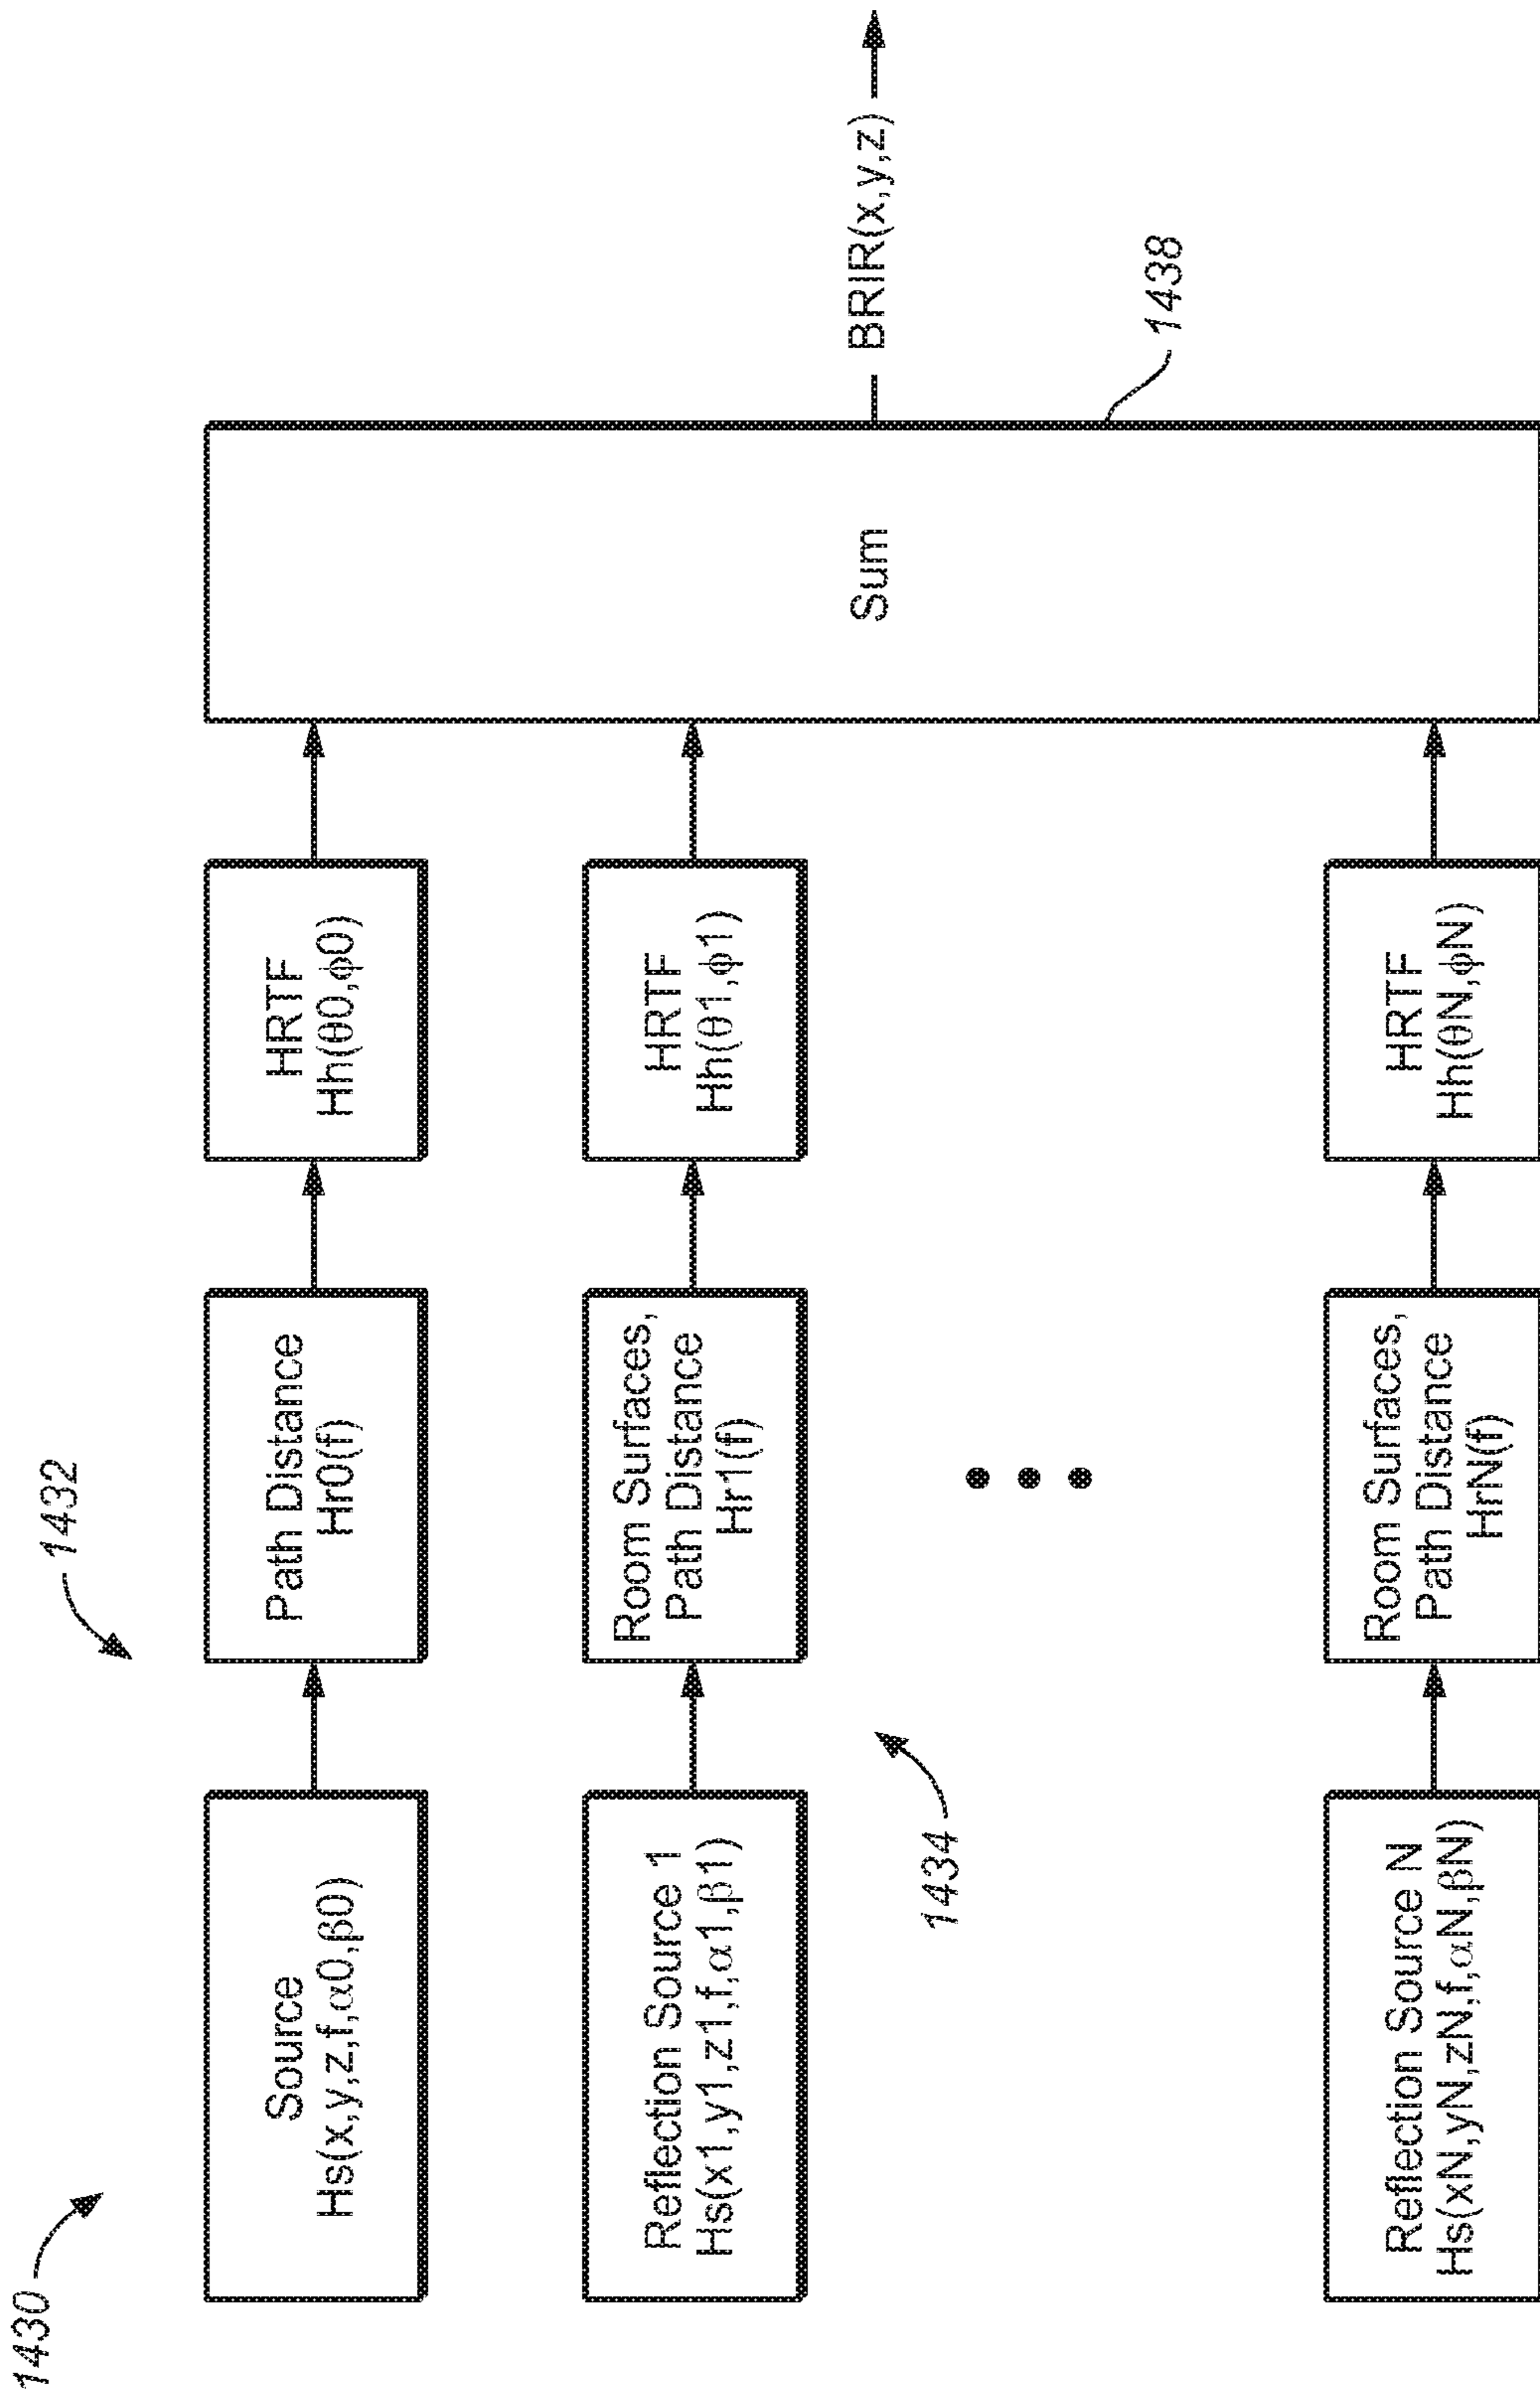 1430
1432
Source
Hs(x,y,z,f,α0,β0)
Path Distance
Hr0(f)
HRTF
Hh(θ0,ϕ0)
Reflection Source 1
Hs(x1,y1,z1,f,α1,β1)
Room Surfaces,
Path Distance
Hr1(f)
HRTF
Hh(θ1,ϕ1)
1434
Reflection Source N
Hs(xN,yN,zN,f,αN,βN)
Room Surfaces,
Path Distance
HrN(f)
HRTF
Hh(θN,ϕN)
Sum
BRIR(x,y,z)
1438